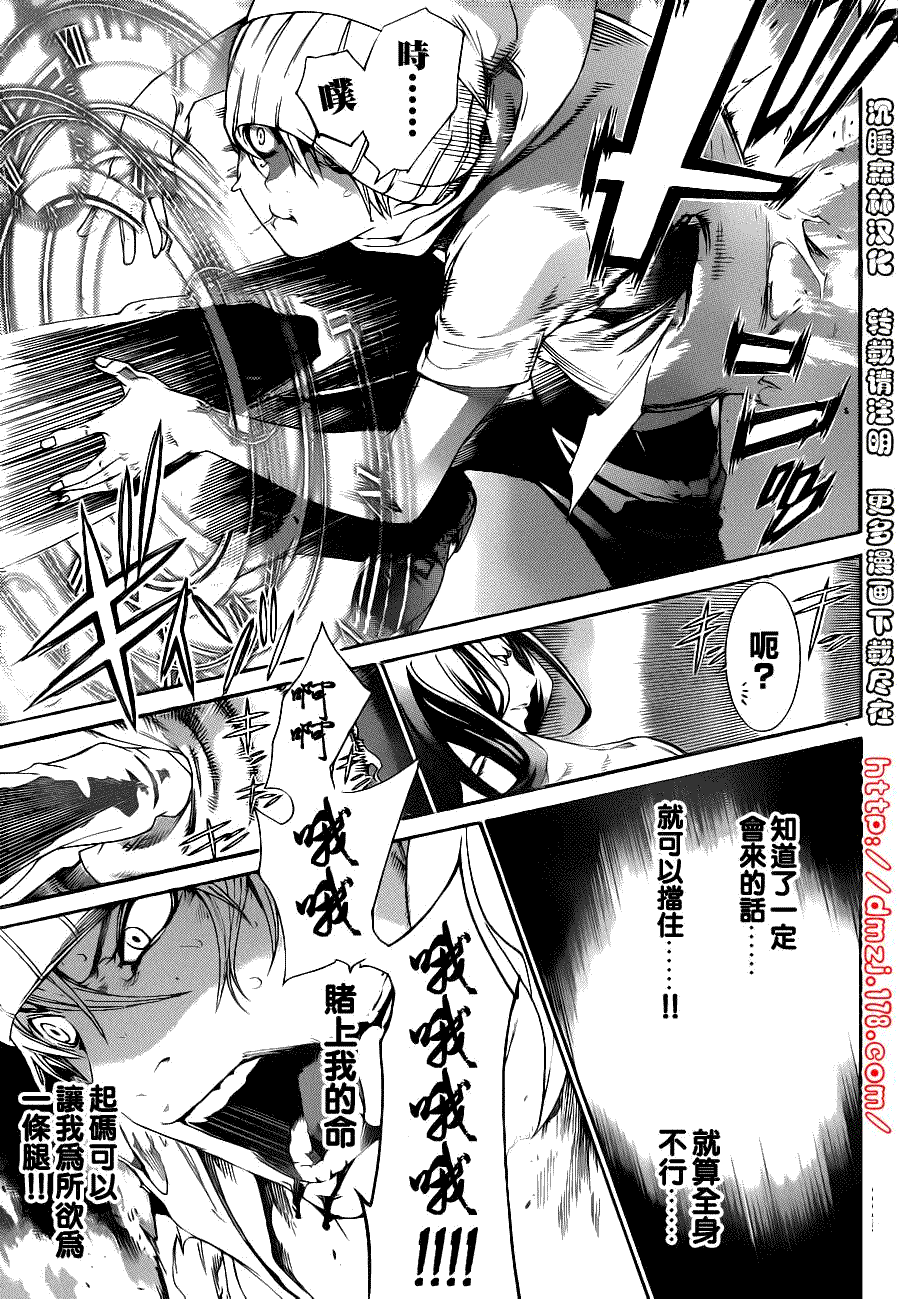 時……
噗
呃？
知道了一定
會來的話……
就可以擋住……!!
就算全身
不行……
啊啊
哦哦
哦哦哦哦!!!!
賭上我的命
起碼可以
讓我為所欲為
一條腿!!
沉睡森林汉化 转载请注明 更多漫画下载尽在
http://dmzj.178.com/